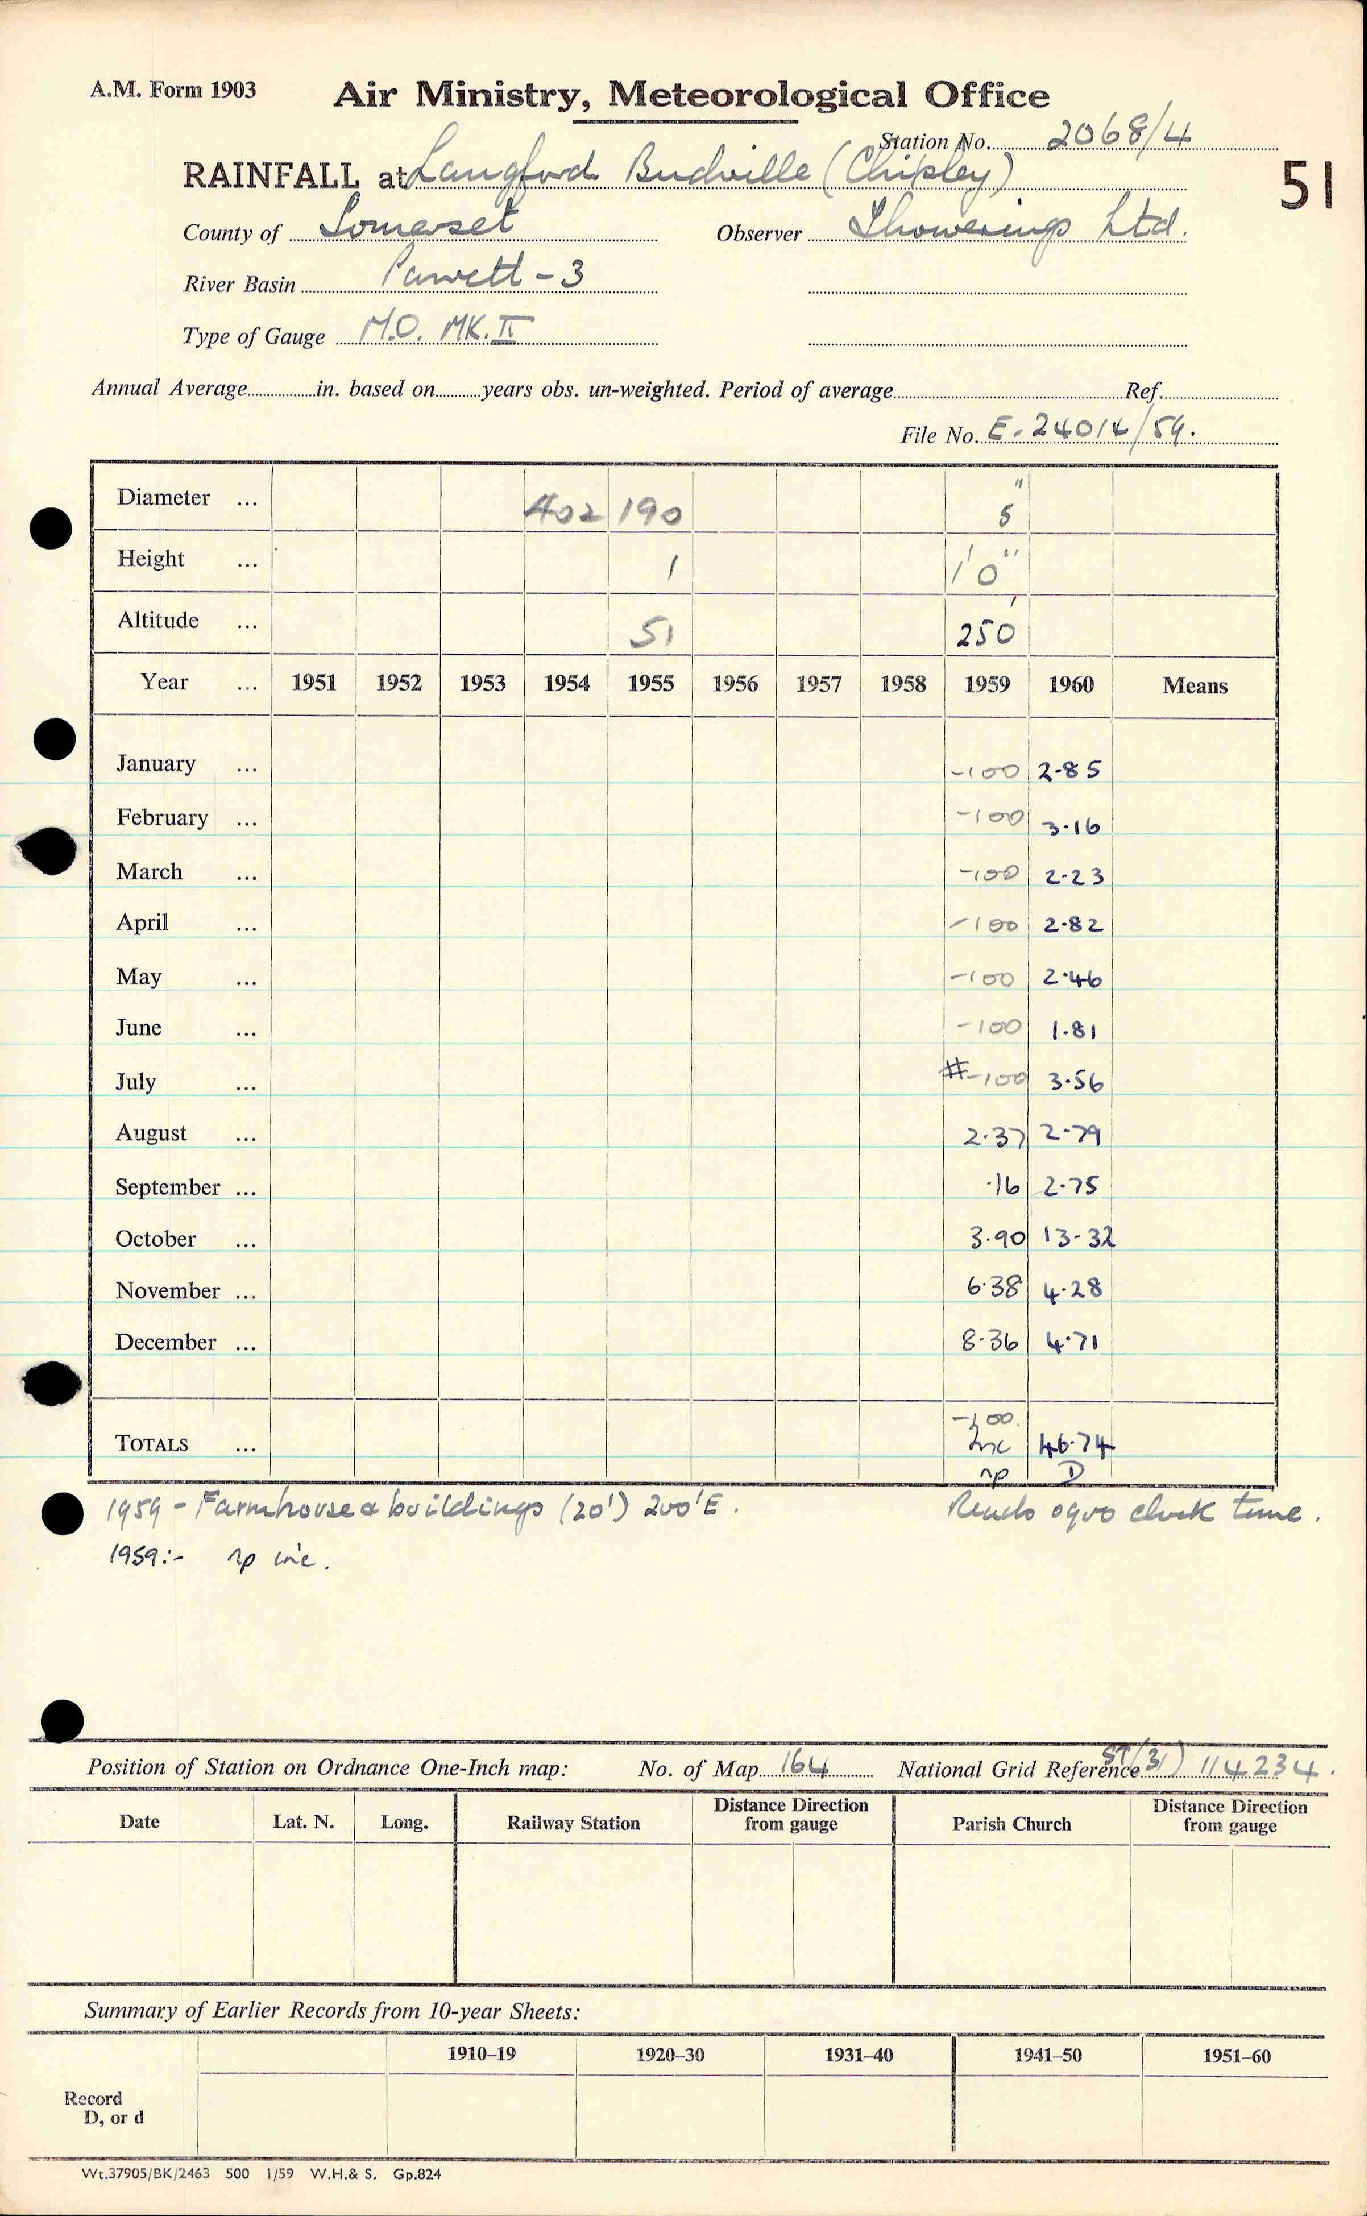 A.M. Form 1903 Air Ministry, Meteorological Office
Station No. 2068/4
RAINFALL at Langford Budville (Chipley) 51
County of Somerset Observer Showerings Ltd.
River Basin Parrett - 3
Type of Gauge M.O. MK. II
Annual Average in. based on years obs. un-weighted. Period of average Ref.
File No. E. 24014/59.
Diameter ... 402 190 5"
Height ... 1 1' 0"
Altitude ... 51 250'
Year ... 1951 1952 1953 1954 1955 1956 1957 1958 1959 1960 Means
January ... -100 2.85
February ... -100 3.16
March ... -100 2.23
April ... -100 2.82
May ... -100 2.46
June ... -100 1.81
July ... #-100 3.56
August ... 2.37 2.79
September ... .16 2.75
October ... 3.90 13.32
November ... 6.38 4.28
December ... 8.36 4.71
-100
TOTALS ... Inc 46.74
np D
1959 - Farmhouse & buildings (20') 200'E. Reads 0900 clock time.
1959:- np inc.
Position of Station on Ordnance One-Inch map: No. of Map 164 National Grid Reference ST(31) 114234.
Date Lat. N. Long. Railway Station Distance Direction from gauge Parish Church Distance Direction from gauge
Summary of Earlier Records from 10-year Sheets:
1910–19 1920–30 1931–40 1941–50 1951–60
Record
D, or d
Wt.37905/BK/2463 500 1/59 W.H.& S. Gp.824